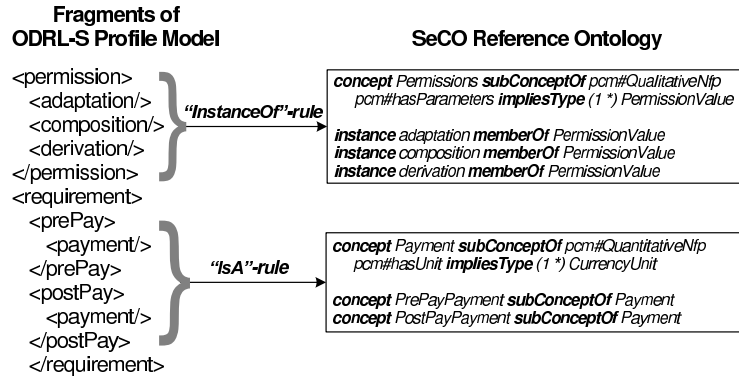 Fragments of
ODRL-S Profile Model
<permission>
<adaptation/>
<composition/>
<derivation/>
</permission>
<requirement>
<prePay>
<payment/>
</prePay>
<postPay>
<payment/>
</postPay>
</requirement>
"InstanceOf"-rule
"IsA"-rule
SeCO Reference Ontology
concept Permissions subConceptOf pcm#QualitativeNfp
pcm#hasParameters impliesType (1 *) PermissionValue
instance adaptation memberOf PermissionValue
instance composition memberOf PermissionValue
instance derivation memberOf PermissionValue
concept Payment subConceptOf pcm#QuantitativeNfp
pcm#hasUnit impliesType (1 *) CurrencyUnit
concept PrePayPayment subConceptOf Payment
concept PostPayPayment subConceptOf Payment